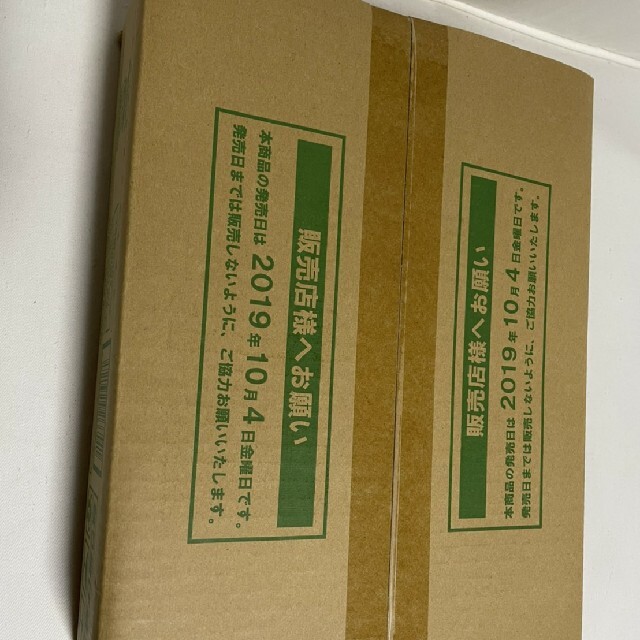 販売店様へお願い
本商品の発売日は 2019年10月4日金曜日です。
発売日までは販売しないように、ご協力お願いいたします。
販売店様へお願い
本商品の発売日は 2019年10月4日金曜日です。
発売日までは販売しないように、ご協力お願いいたします。